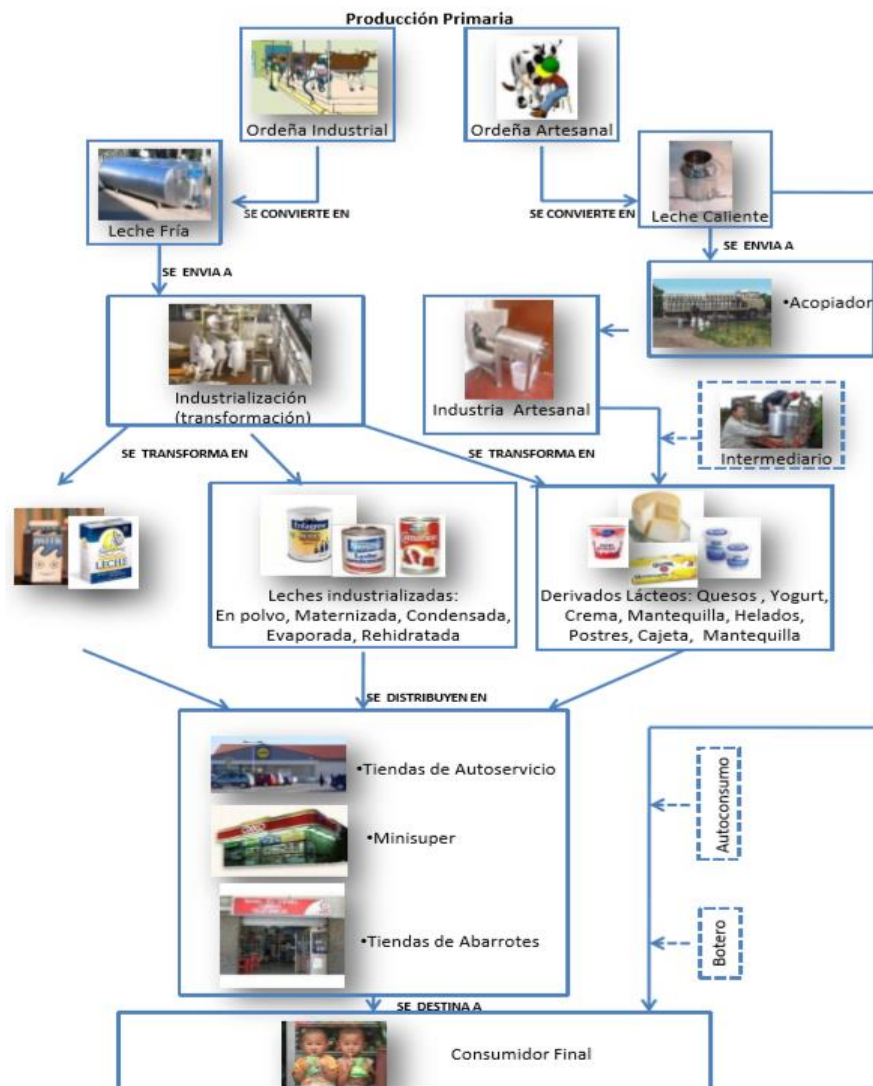 Producción Primaria
Ordeña Industrial
Ordeña Artesanal
Leche Fría
SE CONVIERTE EN
SE CONVIERTE EN
Leche Caliente
SE ENVIA A
SE ENVIA A
•Acopiador
Industrialización
(transformación)
Industria Artesanal
Intermediario
SE TRANSFORMA EN
SE TRANSFORMA EN
LECHE
Leches industrializadas:
En polvo, Maternizada, Condensada,
Evaporada, Rehidratada
Derivados Lácteos: Quesos , Yogurt,
Crema, Mantequilla, Helados,
Postres, Cajeta, Mantequilla
SE DISTRIBUYEN EN
•Tiendas de Autoservicio
•Minisuper
•Tiendas de Abarrotes
Autoconsumo
Botero
SE DESTINA A
Consumidor Final